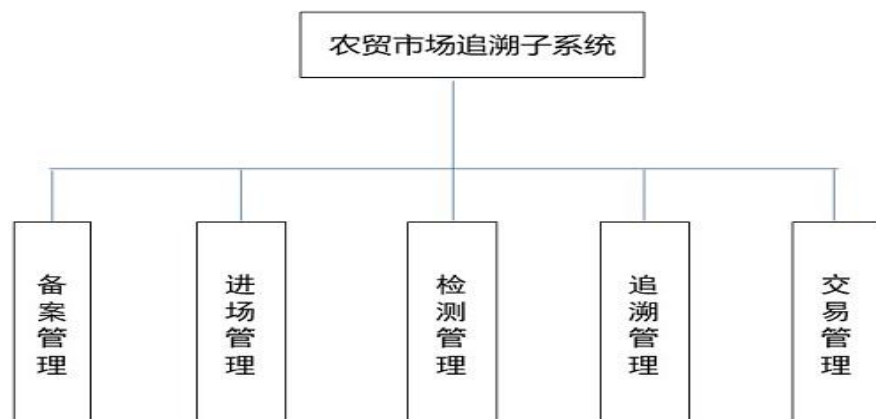 农贸市场追溯子系统
备案管理
进场管理
检测管理
追溯管理
交易管理